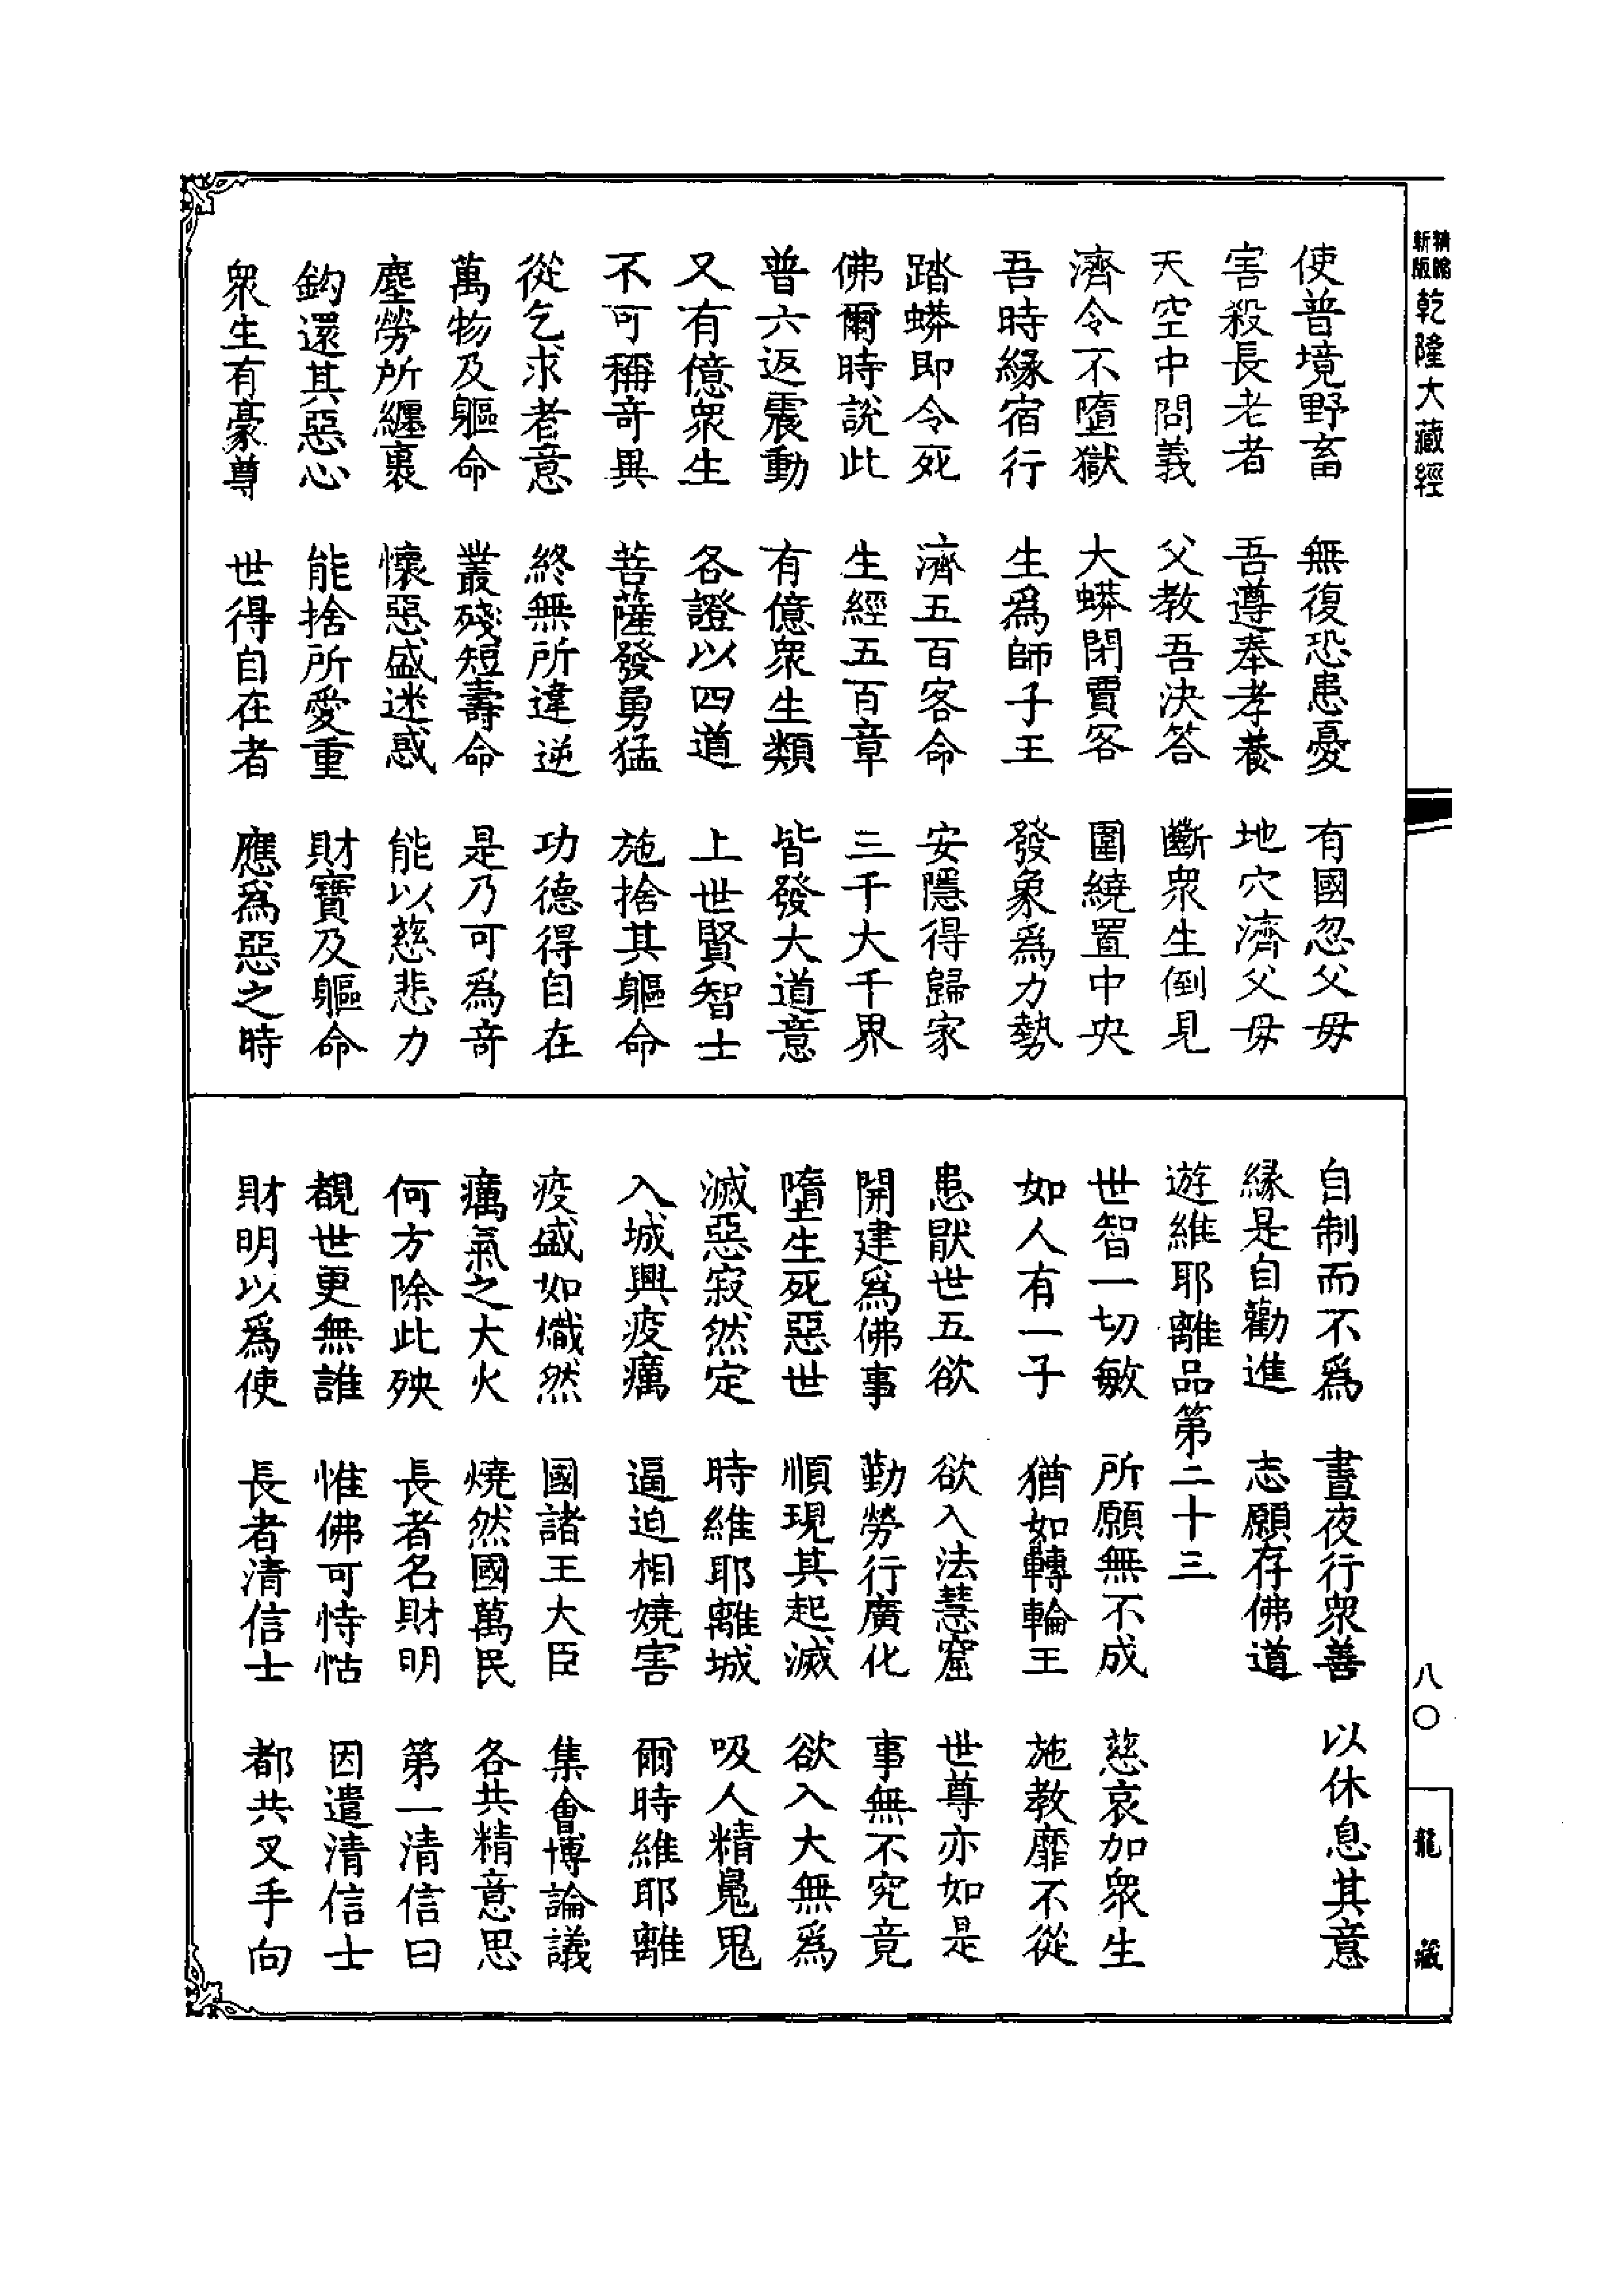 精縮
新版
乾隆大藏經
使普境野畜　無復恐患憂　有國忽父毋
害殺長老者　吾遵奉孝養　地穴濟父毋
天空中問義　父教吾決答　斷眾生倒見
濟令不墮獄　大蟒閉賈客　圍繞置中央
吾時緣宿行　生爲師子王　發象爲力勢
踏蟒即令死　濟五百客命　安隱得歸家
佛爾時說此　生經五百章　三千大千界
普六返震動　有億眾生類　皆發大道意
又有億眾生　各證以四道　上世賢智士
不可稱奇異　菩薩發勇猛　施捨其軀命
從乞求者意　終無所違逆　功德得自在
萬物及軀命　叢殘短壽命　是乃可為奇
塵勞所纏裹　懷惡盛迷惑　能以慈悲力
鈎還其惡心　能捨所愛重　財寶及軀命
眾生有豪尊　世得自在者　應爲惡之時
自制而不爲　晝夜行眾善　以休息其意
緣是自勸進　志願存佛道
遊維耶離品第二十三
世智一切敏　所願無不成　慈哀加眾生
如人有一子　猶如轉輪王　施教靡不從
患厭世五欲　欲入法慧窟　世尊亦如是
開建爲佛事　勤勞行廣化　事無不究竟
墮生死惡世　順現其起滅　欲入大無爲
滅惡寂然定　時維耶離城　吸人精鬼鬼
入城興疫癘　逼迫相嬈害　爾時維耶離
疫盛如熾然　國諸王大臣　集會博論議
癘氣之大火　燒然國萬民　各共精意思
何方除此殃　長者名財明　第一清信曰
觀世更無誰　惟佛可恃怙　因遣清信士
財明以爲使　長者清信士　都共叉手向
八〇
龍藏